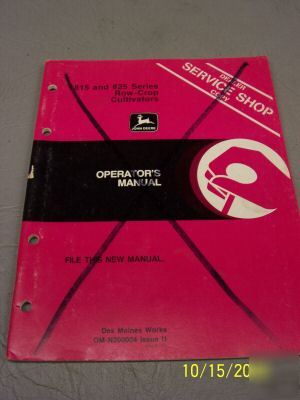 815 and 825 Series
Row-Crop
Cultivators
DEALER
SERVICE SHOP
COPY
JOHN DEERE
OPERATOR'S
MANUAL
FILE THIS NEW MANUAL.
Des Moines Works
OM-N200004 Issue I1
10/15/20